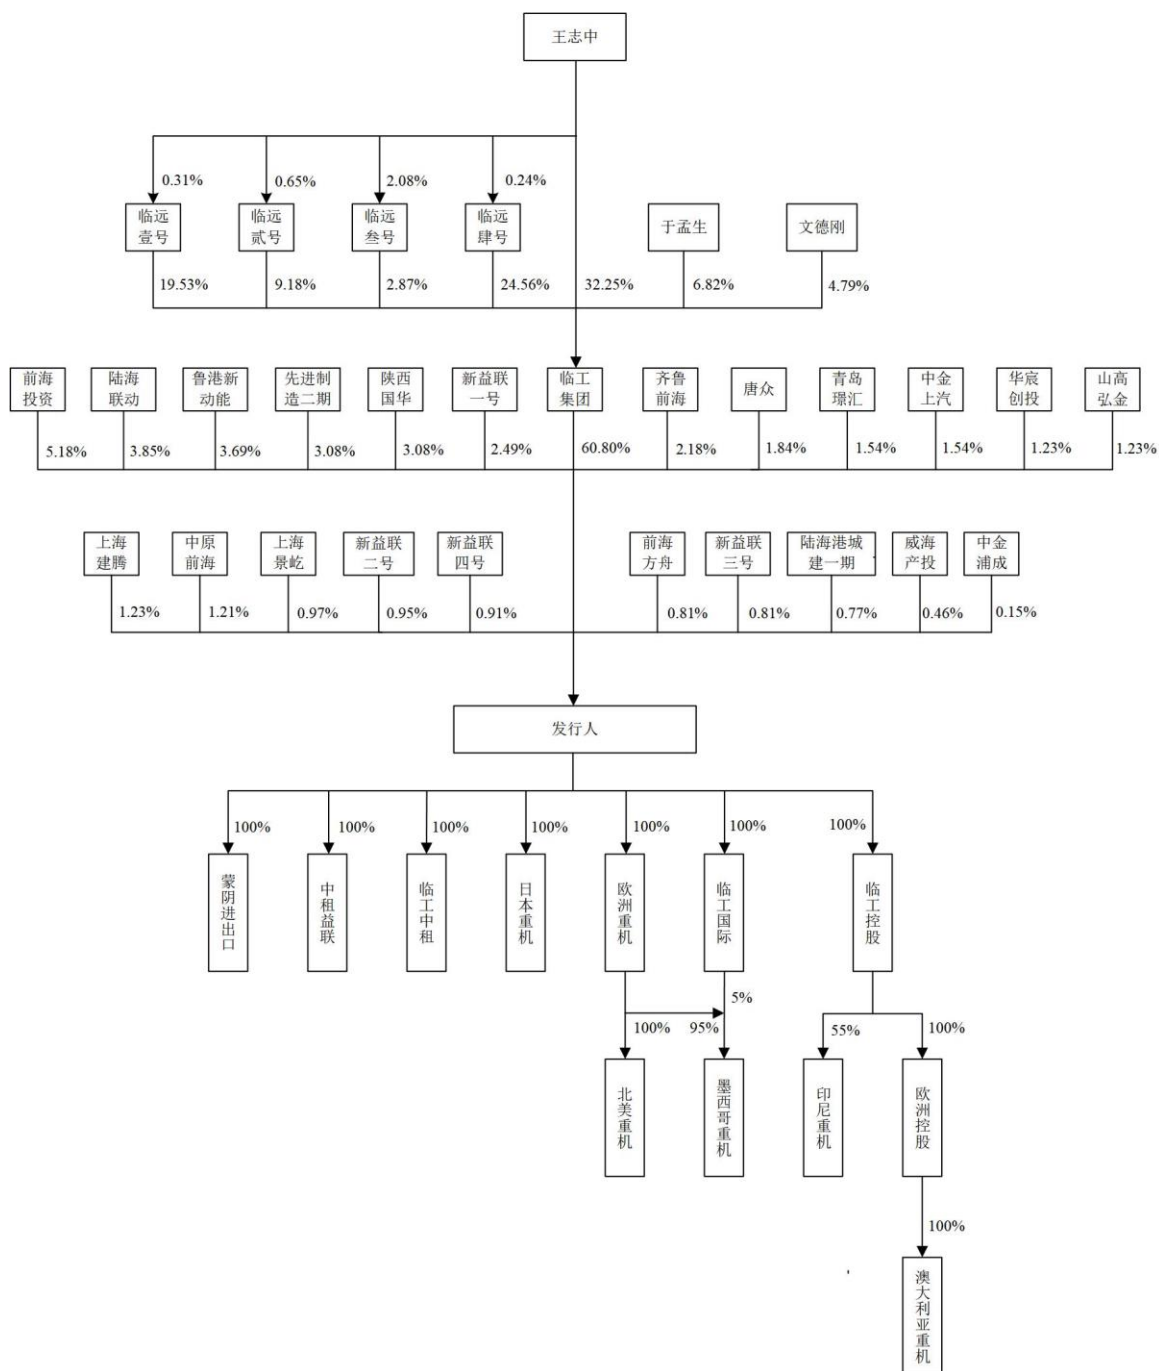 王志中
0.31%
0.65%
2.08%
0.24%
临远
壹号
临远
贰号
临远
叁号
临远
肆号
于孟生
文德刚
19.53%
9.18%
2.87%
24.56%
32.25%
6.82%
4.79%
前海
投资
陆海
联动
鲁港新
动能
先进制
造二期
陕西
国华
新益联
一号
临工
集团
齐鲁
前海
唐众
青岛
璟汇
中金
上汽
华宸
创投
山高
弘金
5.18%
3.85%
3.69%
3.08%
3.08%
2.49%
60.80%
2.18%
1.84%
1.54%
1.54%
1.23%
1.23%
上海
建腾
中原
前海
上海
景屹
新益联
二号
新益联
四号
前海
方舟
新益联
三号
陆海港城
建一期
威海
产投
中金
浦成
1.23%
1.21%
0.97%
0.95%
0.91%
0.81%
0.81%
0.77%
0.46%
0.15%
发行人
100%
100%
100%
100%
100%
100%
100%
蒙阴进出口
中租益联
临工中租
日本重机
欧洲重机
临工国际
临工控股
5%
100%
95%
55%
100%
北美重机
墨西哥重机
印尼重机
欧洲控股
100%
澳大利亚重机